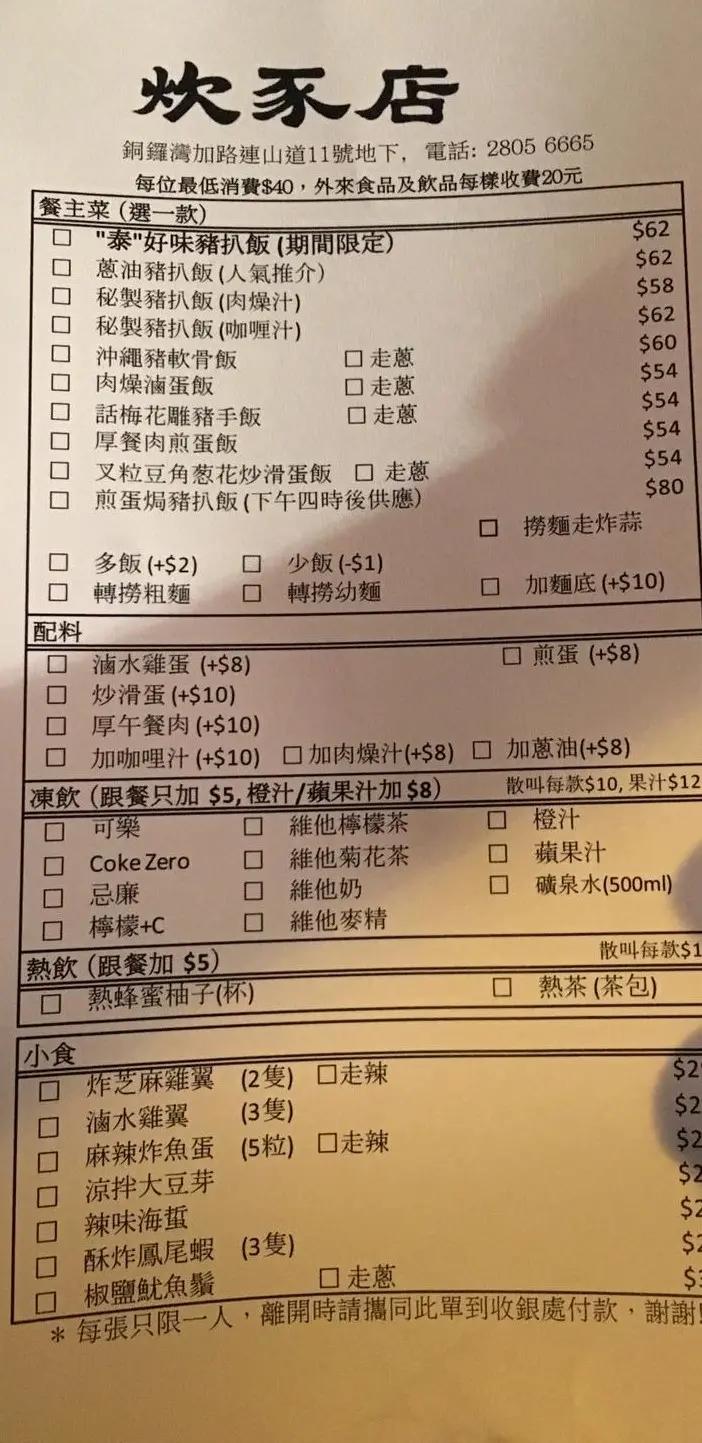 炊豕店
銅鑼灣加路連山道11號地下, 電話: 2805 6665
每位最低消費$40，外來食品及飲品每樣收費20元
餐主菜 (選一款)
□ "泰"好味豬扒飯 (期間限定) $62
□ 蔥油豬扒飯 (人氣推介) $62
□ 秘製豬扒飯 (肉燥汁) $58
□ 秘製豬扒飯 (咖喱汁) $62
□ 沖繩豬軟骨飯 □ 走蔥 $60
□ 肉燥滷蛋飯 □ 走蔥 $54
□ 話梅花雕豬手飯 □ 走蔥 $54
□ 厚餐肉煎蛋飯 $54
□ 叉粒豆角葱花炒滑蛋飯 □ 走蔥 $54
□ 煎蛋焗豬扒飯 (下午四時後供應) $80
□ 撈麵走炸蒜
□ 多飯 (+$2) □ 少飯 (-$1)
□ 轉撈粗麵 □ 轉撈幼麵 □ 加麵底 (+$10)
配料
□ 滷水雞蛋 (+$8) □ 煎蛋 (+$8)
□ 炒滑蛋 (+$10)
□ 厚午餐肉 (+$10)
□ 加咖哩汁 (+$10) □ 加肉燥汁(+$8) □ 加蔥油(+$8)
凍飲 (跟餐只加 $5, 橙汁/蘋果汁加 $8) 散叫每款$10, 果汁$12
□ 可樂 □ 維他檸檬茶 □ 橙汁
□ Coke Zero □ 維他菊花茶 □ 蘋果汁
□ 忌廉 □ 維他奶 □ 礦泉水(500ml)
□ 檸檬+C □ 維他麥精
熱飲 (跟餐加 $5) 散叫每款$1
□ 熱蜂蜜柚子(杯) □ 熱茶 (茶包)
小食
□ 炸芝麻雞翼 (2隻) □走辣 $2
□ 滷水雞翼 (3隻) $2
□ 麻辣炸魚蛋 (5粒) □走辣 $2
□ 涼拌大豆芽 $2
□ 辣味海蜇 $2
□ 酥炸鳳尾蝦 (3隻) $2
□ 椒鹽魷魚鬚 □ 走蔥 $3
* 每張只限一人，離開時請攜同此單到收銀處付款，謝謝!